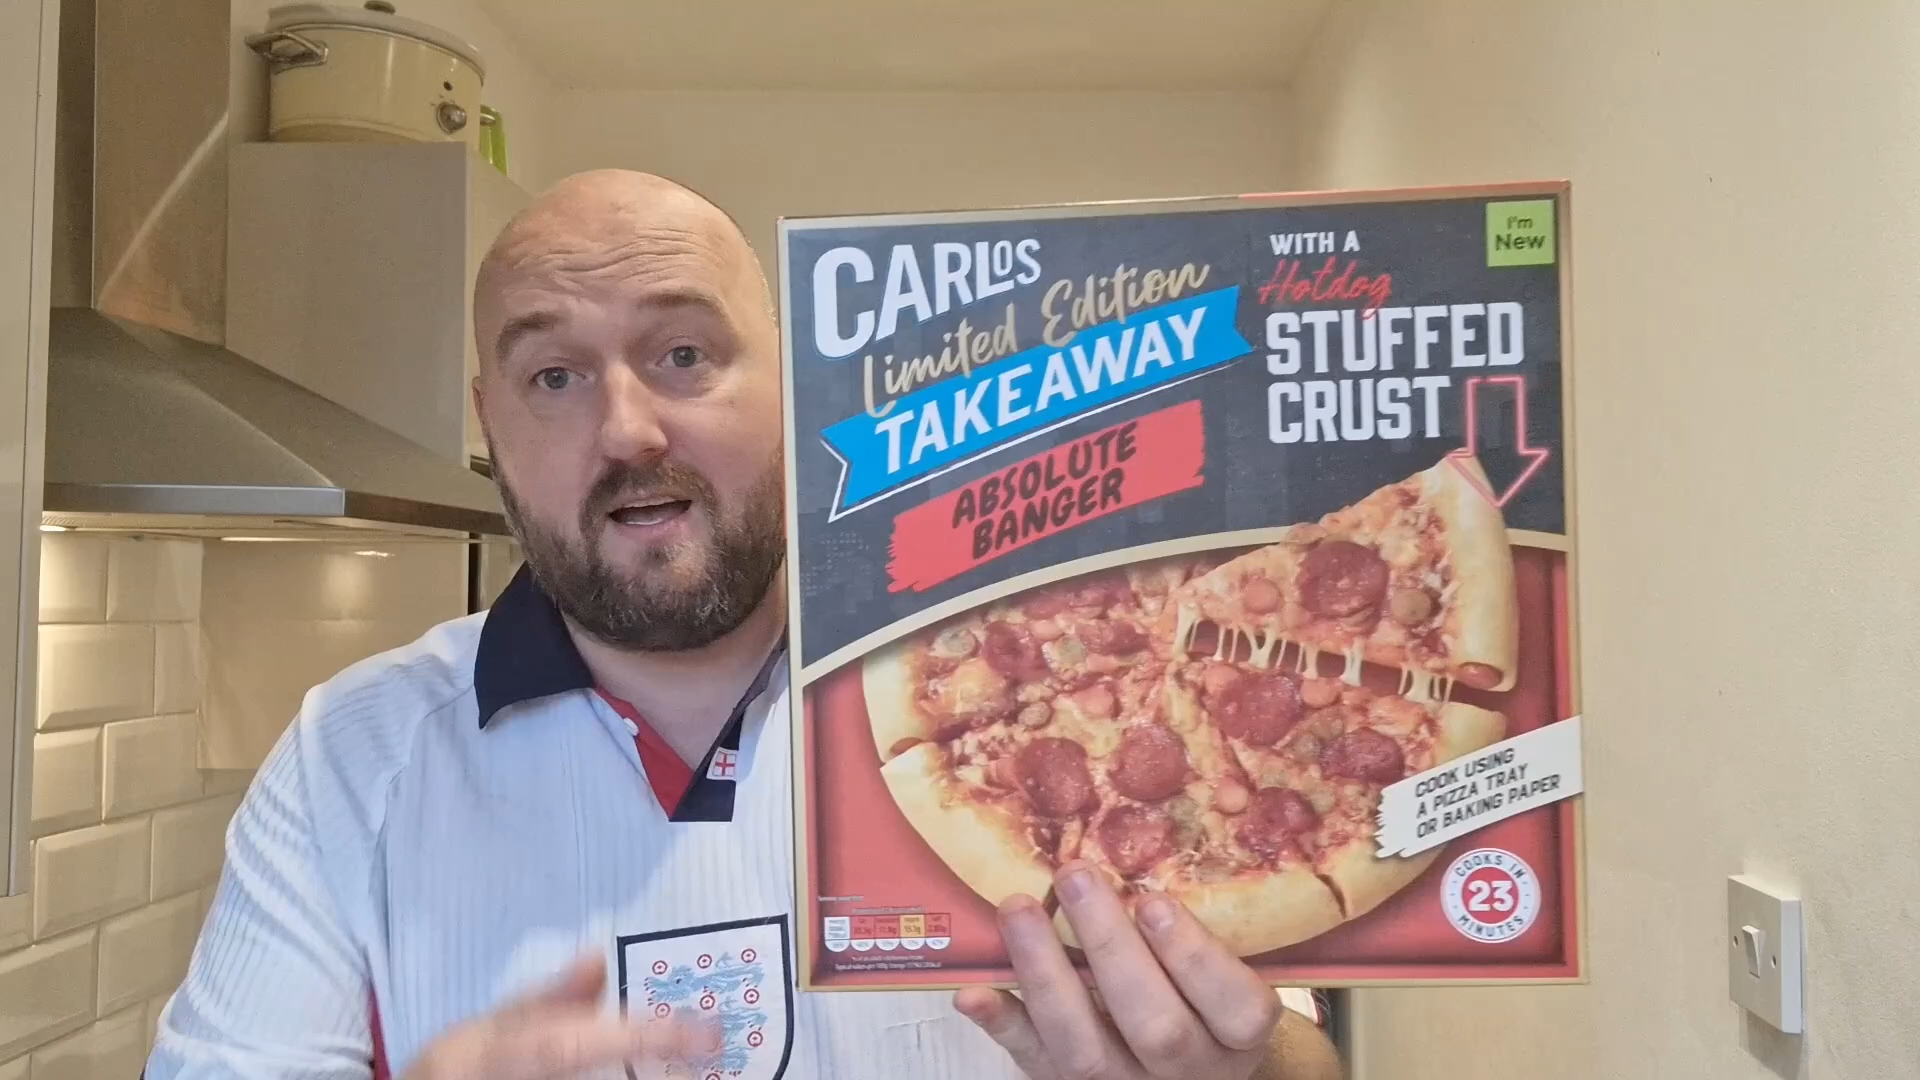 CARLOS
Limited Edition
TAKEAWAY
ABSOLUTE
BANGER
WITH A
Hotdog
STUFFED
CRUST
I'm
New
COOK USING
A PIZZA TRAY
OR BAKING PAPER
COOKS IN
23
MINUTES